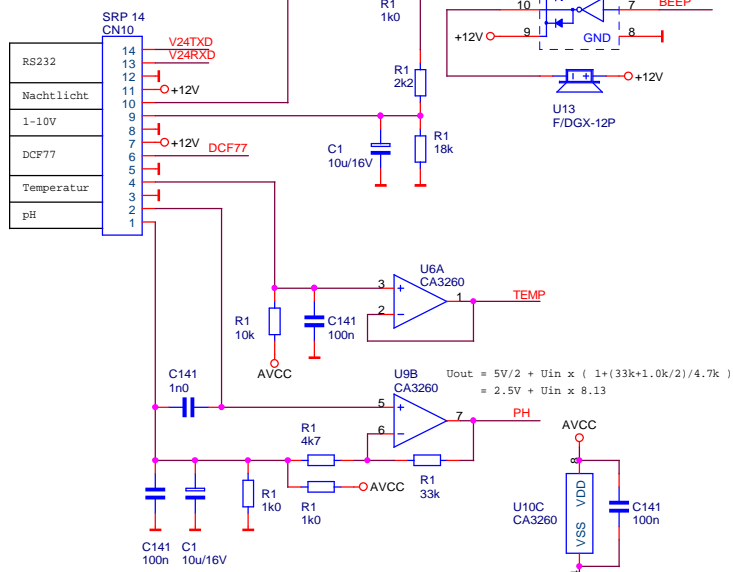 SRP 14
CN10
RS232
Nachtlicht
1-10V
DCF77
Temperatur
pH
14
13
12
11
10
9
8
7
6
5
4
3
2
1
V24TXD
V24RXD
+12V
+12V
DCF77
R1
1k0
R1
2k2
R1
18k
C1
10u/16V
10
7
BEEP
+12V
9
GND
8
+12V
U13
F/DGX-12P
U6A
CA3260
3
+
2
−
1
TEMP
R1
10k
C141
100n
AVCC
C141
1n0
U9B
CA3260
5
+
6
−
7
PH
Uout = 5V/2 + Uin x ( 1+(33k+1.0k/2)/4.7k )
= 2.5V + Uin x 8.13
R1
4k7
R1
33k
R1
1k0
AVCC
R1
1k0
C141
100n
C1
10u/16V
AVCC
8
VDD
VSS
U10C
CA3260
C141
100n